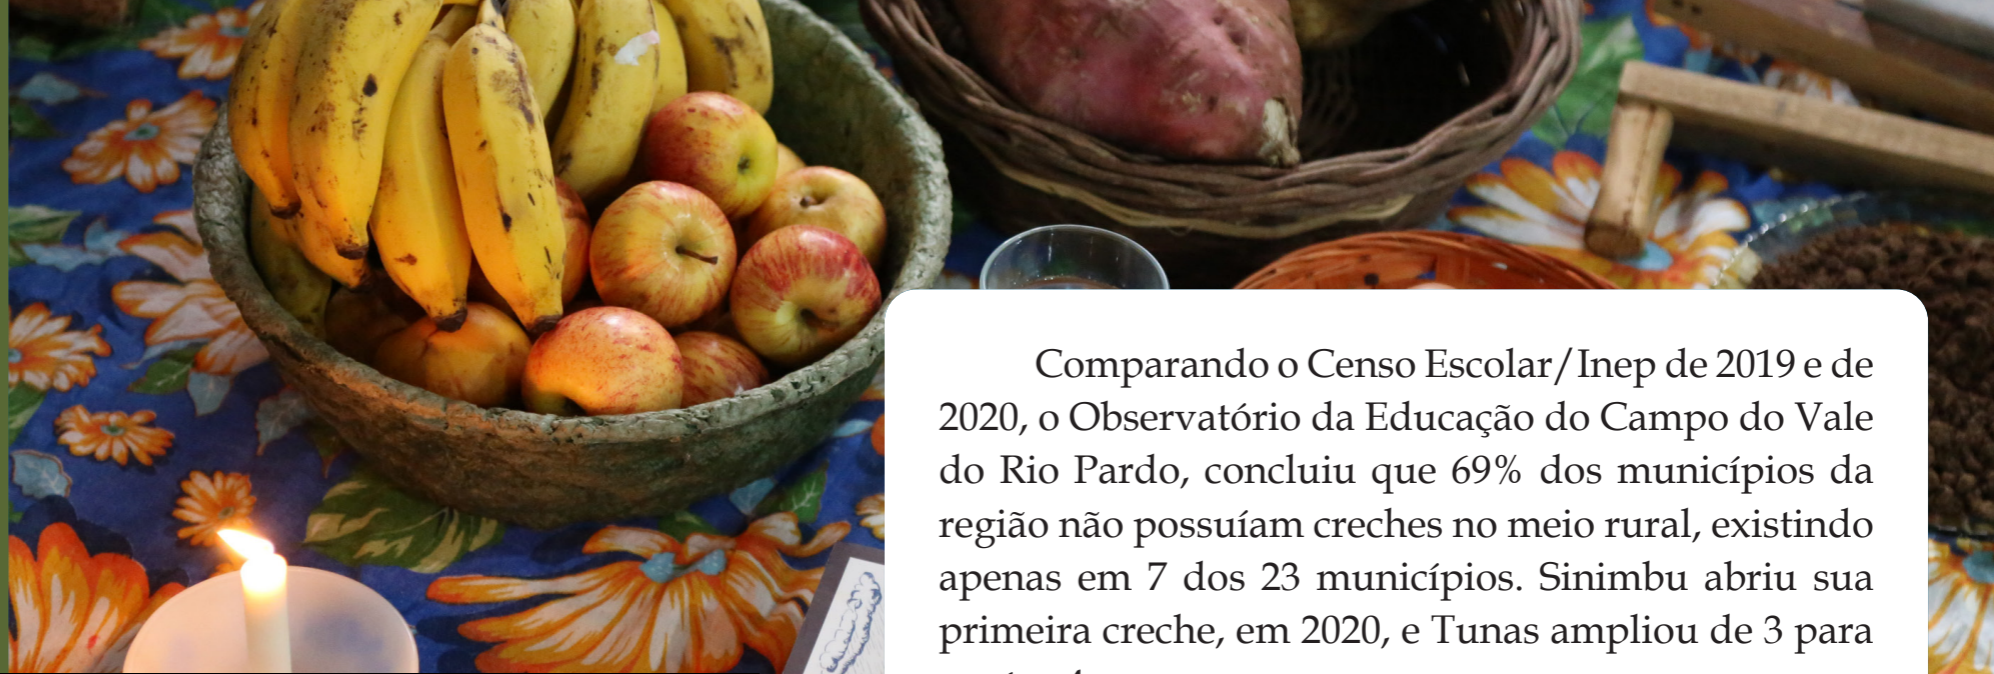 Comparando o Censo Escolar/Inep de 2019 e de
2020, o Observatório da Educação do Campo do Vale
do Rio Pardo, concluiu que 69% dos municípios da
região não possuíam creches no meio rural, existindo
apenas em 7 dos 23 municípios. Sinimbu abriu sua
primeira creche, em 2020, e Tunas ampliou de 3 para